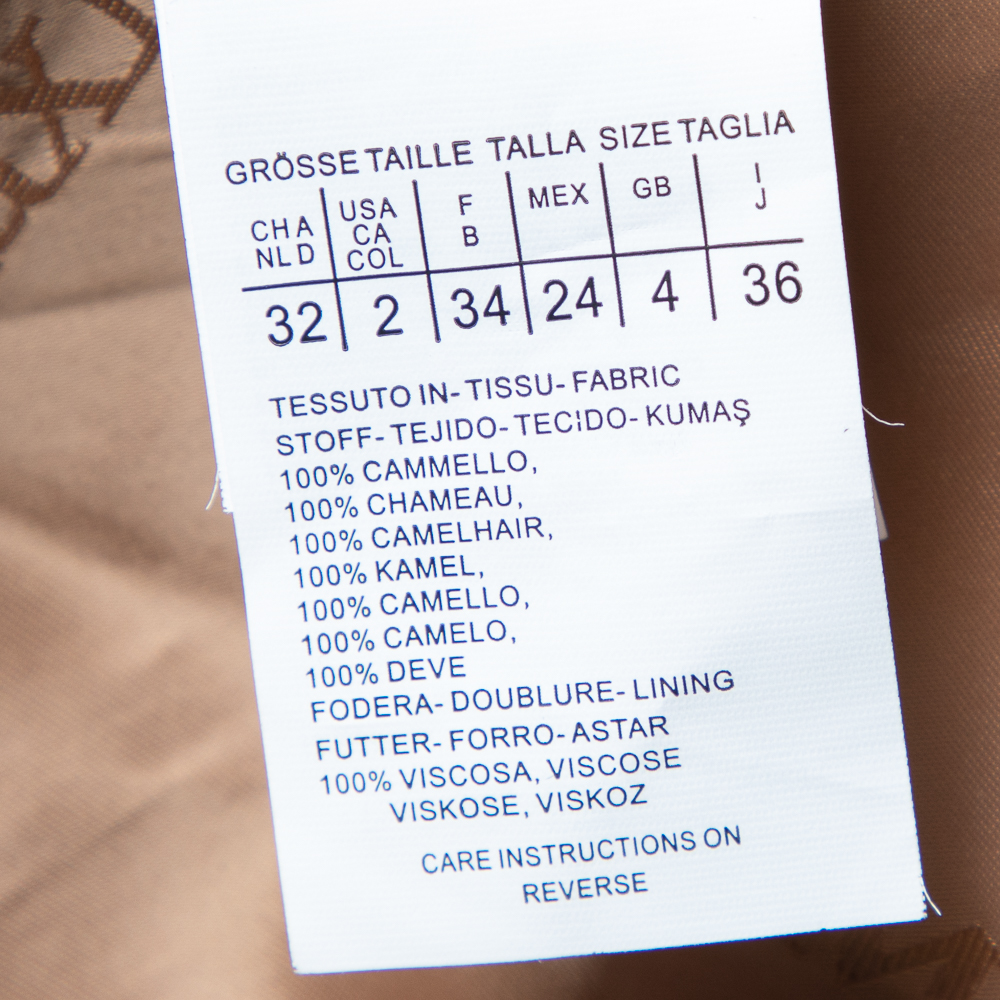 GRÖSSE TAILLE TALLA SIZE TAGLIA
CH A NL D USA CA COL F B MEX GB I J
32 2 34 24 4 36
TESSUTO IN- TISSU- FABRIC
STOFF- TEJIDO- TECIDO- KUMAŞ
100% CAMMELLO,
100% CHAMEAU,
100% CAMELHAIR,
100% KAMEL,
100% CAMELLO,
100% CAMELO,
100% DEVE
FODERA- DOUBLURE- LINING
FUTTER- FORRO- ASTAR
100% VISCOSA, VISCOSE
VISKOSE, VISKOZ
CARE INSTRUCTIONS ON
REVERSE